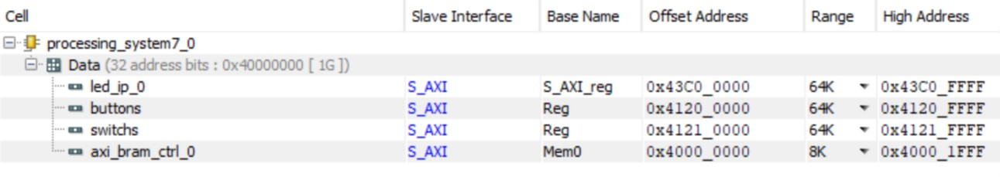 Cell Slave Interface Base Name Offset Address Range High Address
processing_system7_0
Data (32 address bits : 0x40000000 [ 1G ])
led_ip_0 S_AXI S_AXI_reg 0x43C0_0000 64K 0x43C0_FFFF
buttons S_AXI Reg 0x4120_0000 64K 0x4120_FFFF
switchs S_AXI Reg 0x4121_0000 64K 0x4121_FFFF
axi_bram_ctrl_0 S_AXI Mem0 0x4000_0000 8K 0x4000_1FFF